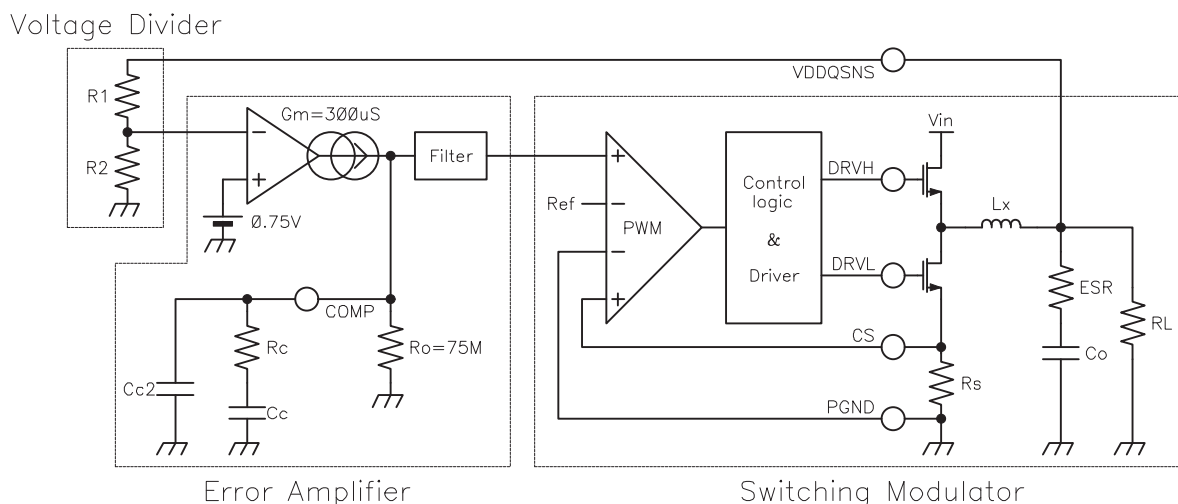 Voltage Divider
VDDQSNS
R1
Gm=300uS
Vin
R2
Filter
DRVH
Control
logic
&
Driver
Ref
PWM
Lx
0.75V
DRVL
ESR
COMP
CS
RL
Rc
Ro=75M
Co
Cc2
Rs
Cc
PGND
Error Amplifier
Switching Modulator